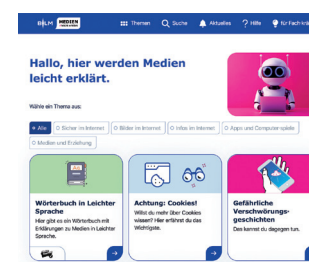 BLM MEDIEN Themen Suche Aktuelles Hilfe für Fachkrä
Hallo, hier werden Medien
leicht erklärt.
Wähle ein Thema aus:
Alle Sicher im Internet Bilder im Internet Infos im Internet Apps und Computerspiele
Medien und Erziehung
Wörterbuch in Leichter
Sprache
Hier gibt es ein Wörterbuch mit
Erklärungen zu Medien in Leichter
Sprache.
Achtung: Cookies!
Willst du mehr über Cookies
wissen? Hier erfährst du das
Wichtigste.
Gefährliche
Verschwörungs-
geschichten
Das kannst du dagegen tun.